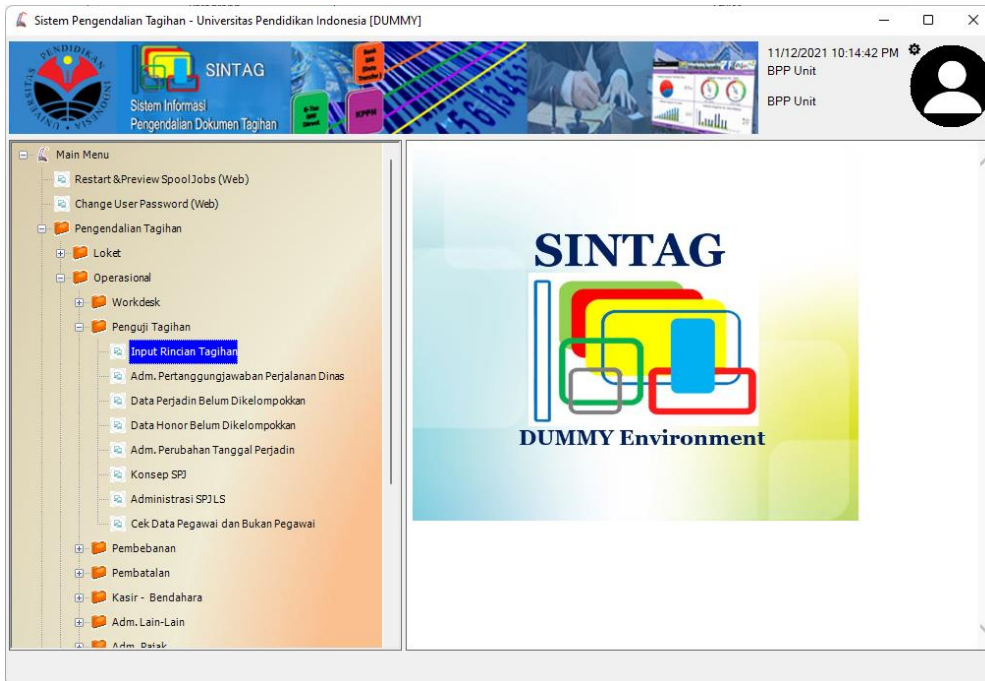 Sistem Pengendalian Tagihan - Universitas Pendidikan Indonesia [DUMMY]
SINTAG
Sistem Informasi
Pengendalian Dokumen Tagihan
KPPN
11/12/2021 10:14:42 PM
BPP Unit
BPP Unit
Main Menu
Restart &Preview SpoolJobs (Web)
Change User Password (Web)
Pengendalian Tagihan
Loket
Operasional
Workdesk
Penguji Tagihan
Input Rincian Tagihan
Adm. Pertanggungjawaban Perjalanan Dinas
Data Perjadin Belum Dikelompokkan
Data Honor Belum Dikelompokkan
Adm. Perubahan Tanggal Perjadin
Konsep SPJ
Administrasi SPJ LS
Cek Data Pegawai dan Bukan Pegawai
Pembebanan
Pembatalan
Kasir - Bendahara
Adm. Lain-Lain
Adm. Pajak
SINTAG
DUMMY Environment